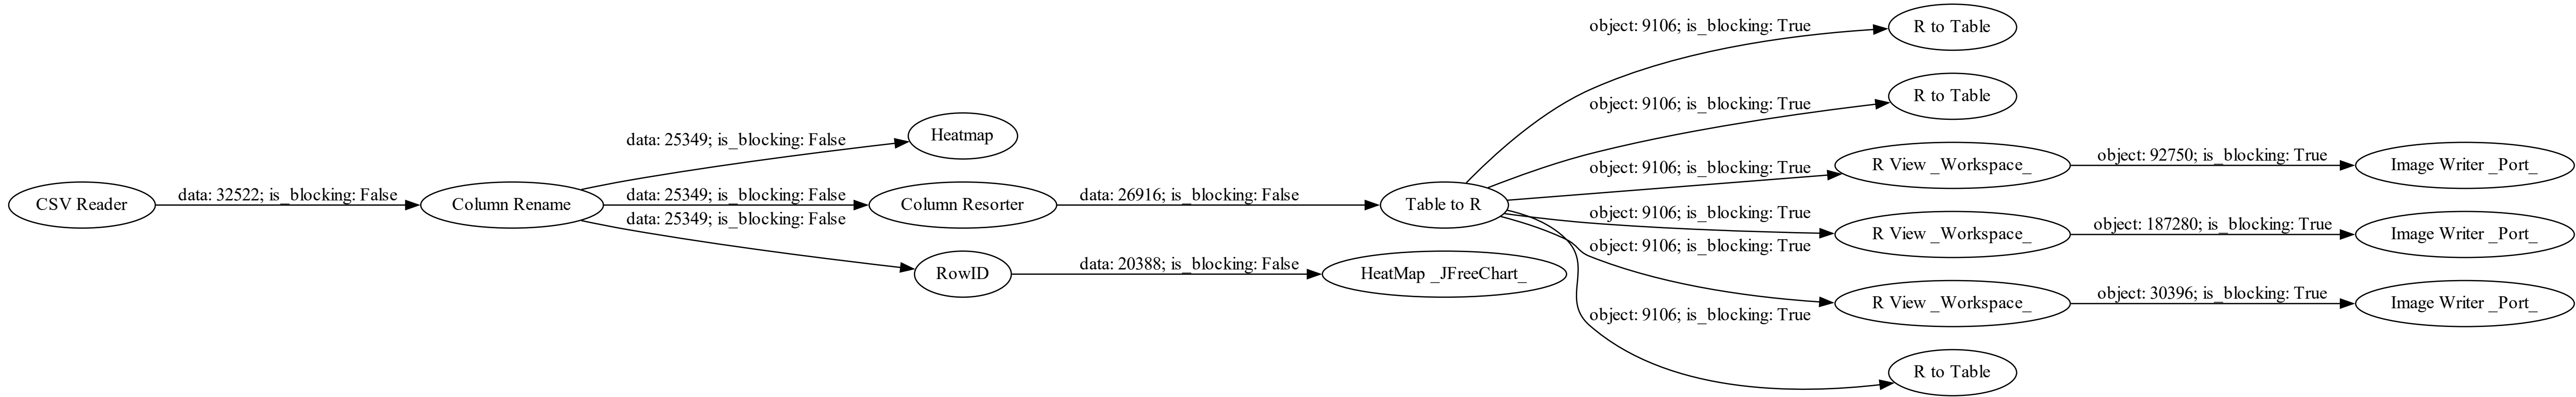 object: 9106; is_blocking: True
R to Table
object: 9106; is_blocking: True
R to Table
data: 25349; is_blocking: False
Heatmap
object: 9106; is_blocking: True
R View _Workspace_
object: 92750; is_blocking: True
Image Writer _Port_
CSV Reader
data: 32522; is_blocking: False
Column Rename
data: 25349; is_blocking: False
Column Resorter
data: 26916; is_blocking: False
Table to R
object: 9106; is_blocking: True
R View _Workspace_
object: 187280; is_blocking: True
Image Writer _Port_
data: 25349; is_blocking: False
RowID
data: 20388; is_blocking: False
HeatMap _JFreeChart_
object: 9106; is_blocking: True
R View _Workspace_
object: 30396; is_blocking: True
Image Writer _Port_
object: 9106; is_blocking: True
R to Table